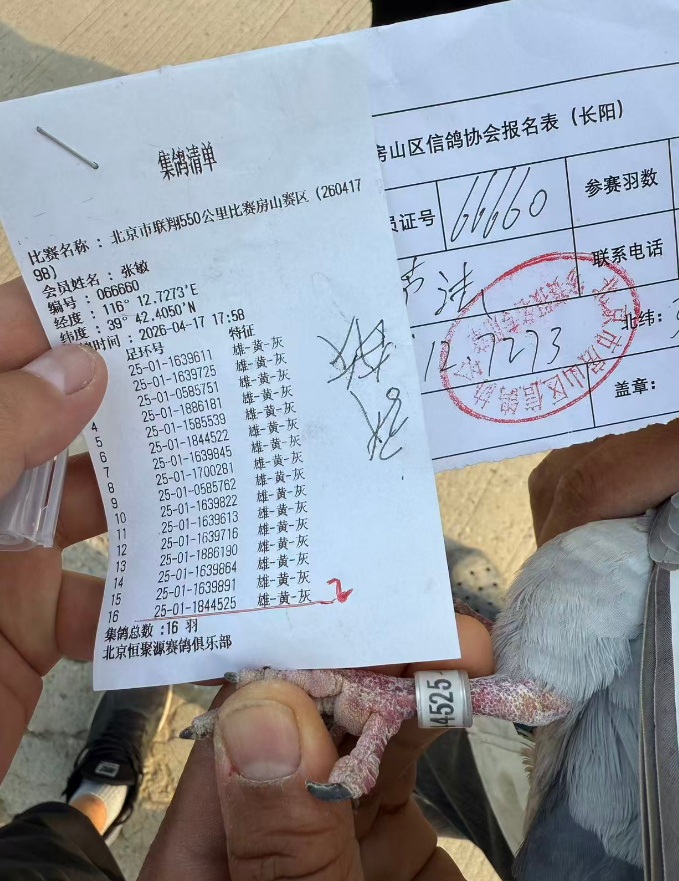 集鸽清单
比赛名称：北京市联翔550公里比赛房山赛区（260417
9B）
会员姓名：张敏
编号：066660
经度：116° 12.7273'E
纬度：39° 42.4050'N
时间：2026-04-17 17:58
足环号 特征
25-01-1639611 雄-黄-灰
25-01-1639725 雄-黄-灰
25-01-0585751 雄-黄-灰
4 25-01-1886181 雄-黄-灰
5 25-01-1585539 雄-黄-灰
6 25-01-1844522 雄-黄-灰
7 25-01-1639845 雄-黄-灰
8 25-01-1700281 雄-黄-灰
9 25-01-0585762 雄-黄-灰
10 25-01-1639822 雄-黄-灰
11 25-01-1639613 雄-黄-灰
12 25-01-1639716 雄-黄-灰
13 25-01-1886190 雄-黄-灰
14 25-01-1639864 雄-黄-灰
15 25-01-1639891 雄-黄-灰
16 25-01-1844525 雄-黄-灰
2
集鸽总数：16 羽
北京恒聚源赛鸽俱乐部
房山区信鸽协会报名表（长阳）
员证号 66660 参赛羽数
联系电话
12.7273 北纬：
盖章：
4525